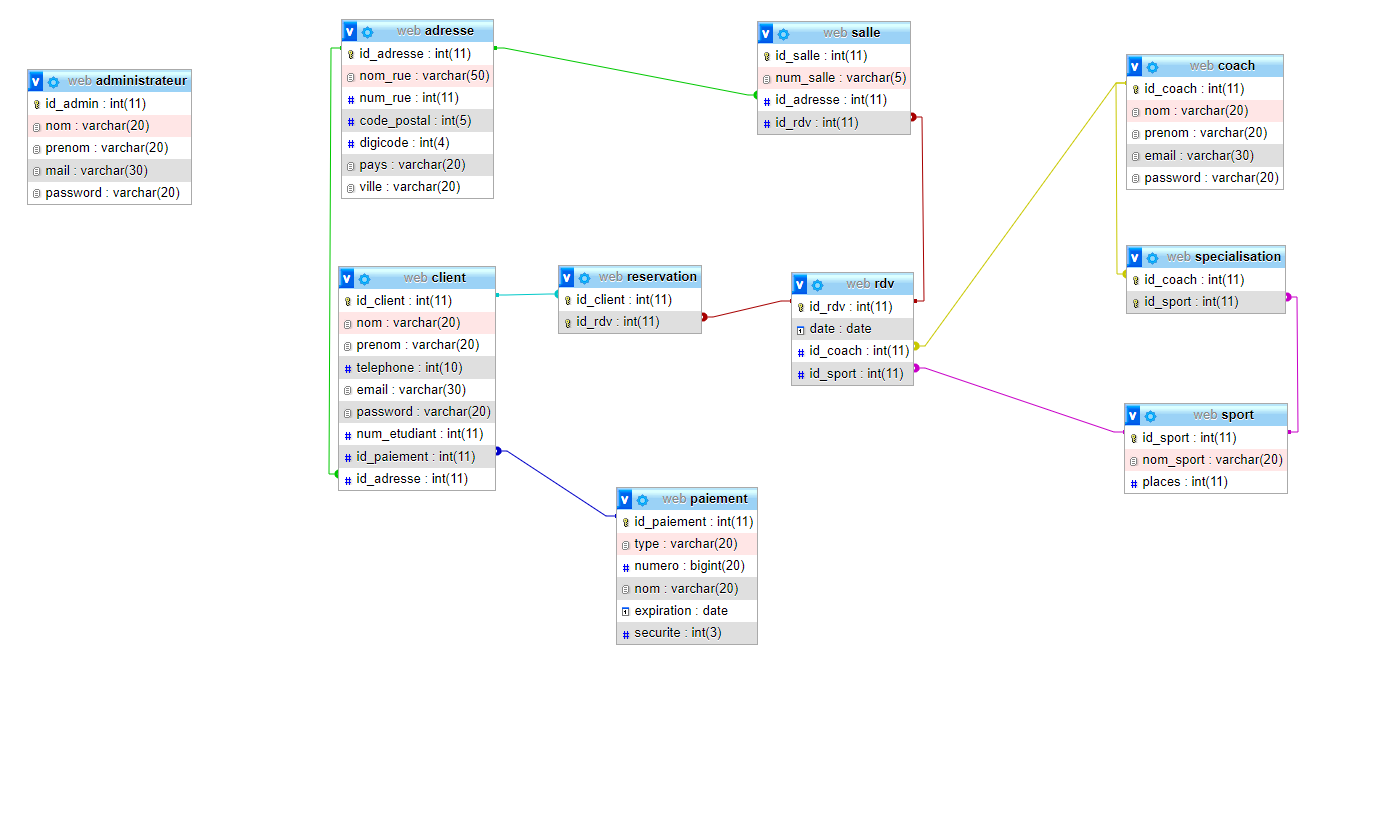 v web administrateur
id_admin : int(11)
nom : varchar(20)
prenom : varchar(20)
mail : varchar(30)
password : varchar(20)
v web adresse
id_adresse : int(11)
nom_rue : varchar(50)
# num_rue : int(11)
# code_postal : int(5)
# digicode : int(4)
pays : varchar(20)
ville : varchar(20)
v web salle
id_salle : int(11)
num_salle : varchar(5)
# id_adresse : int(11)
# id_rdv : int(11)
v web coach
id_coach : int(11)
nom : varchar(20)
prenom : varchar(20)
email : varchar(30)
password : varchar(20)
v web client
id_client : int(11)
nom : varchar(20)
prenom : varchar(20)
# telephone : int(10)
email : varchar(30)
password : varchar(20)
# num_etudiant : int(11)
# id_paiement : int(11)
# id_adresse : int(11)
v web reservation
id_client : int(11)
id_rdv : int(11)
v web rdv
id_rdv : int(11)
date : date
# id_coach : int(11)
# id_sport : int(11)
v web specialisation
id_coach : int(11)
id_sport : int(11)
v web sport
id_sport : int(11)
nom_sport : varchar(20)
# places : int(11)
v web paiement
id_paiement : int(11)
type : varchar(20)
# numero : bigint(20)
nom : varchar(20)
expiration : date
# securite : int(3)